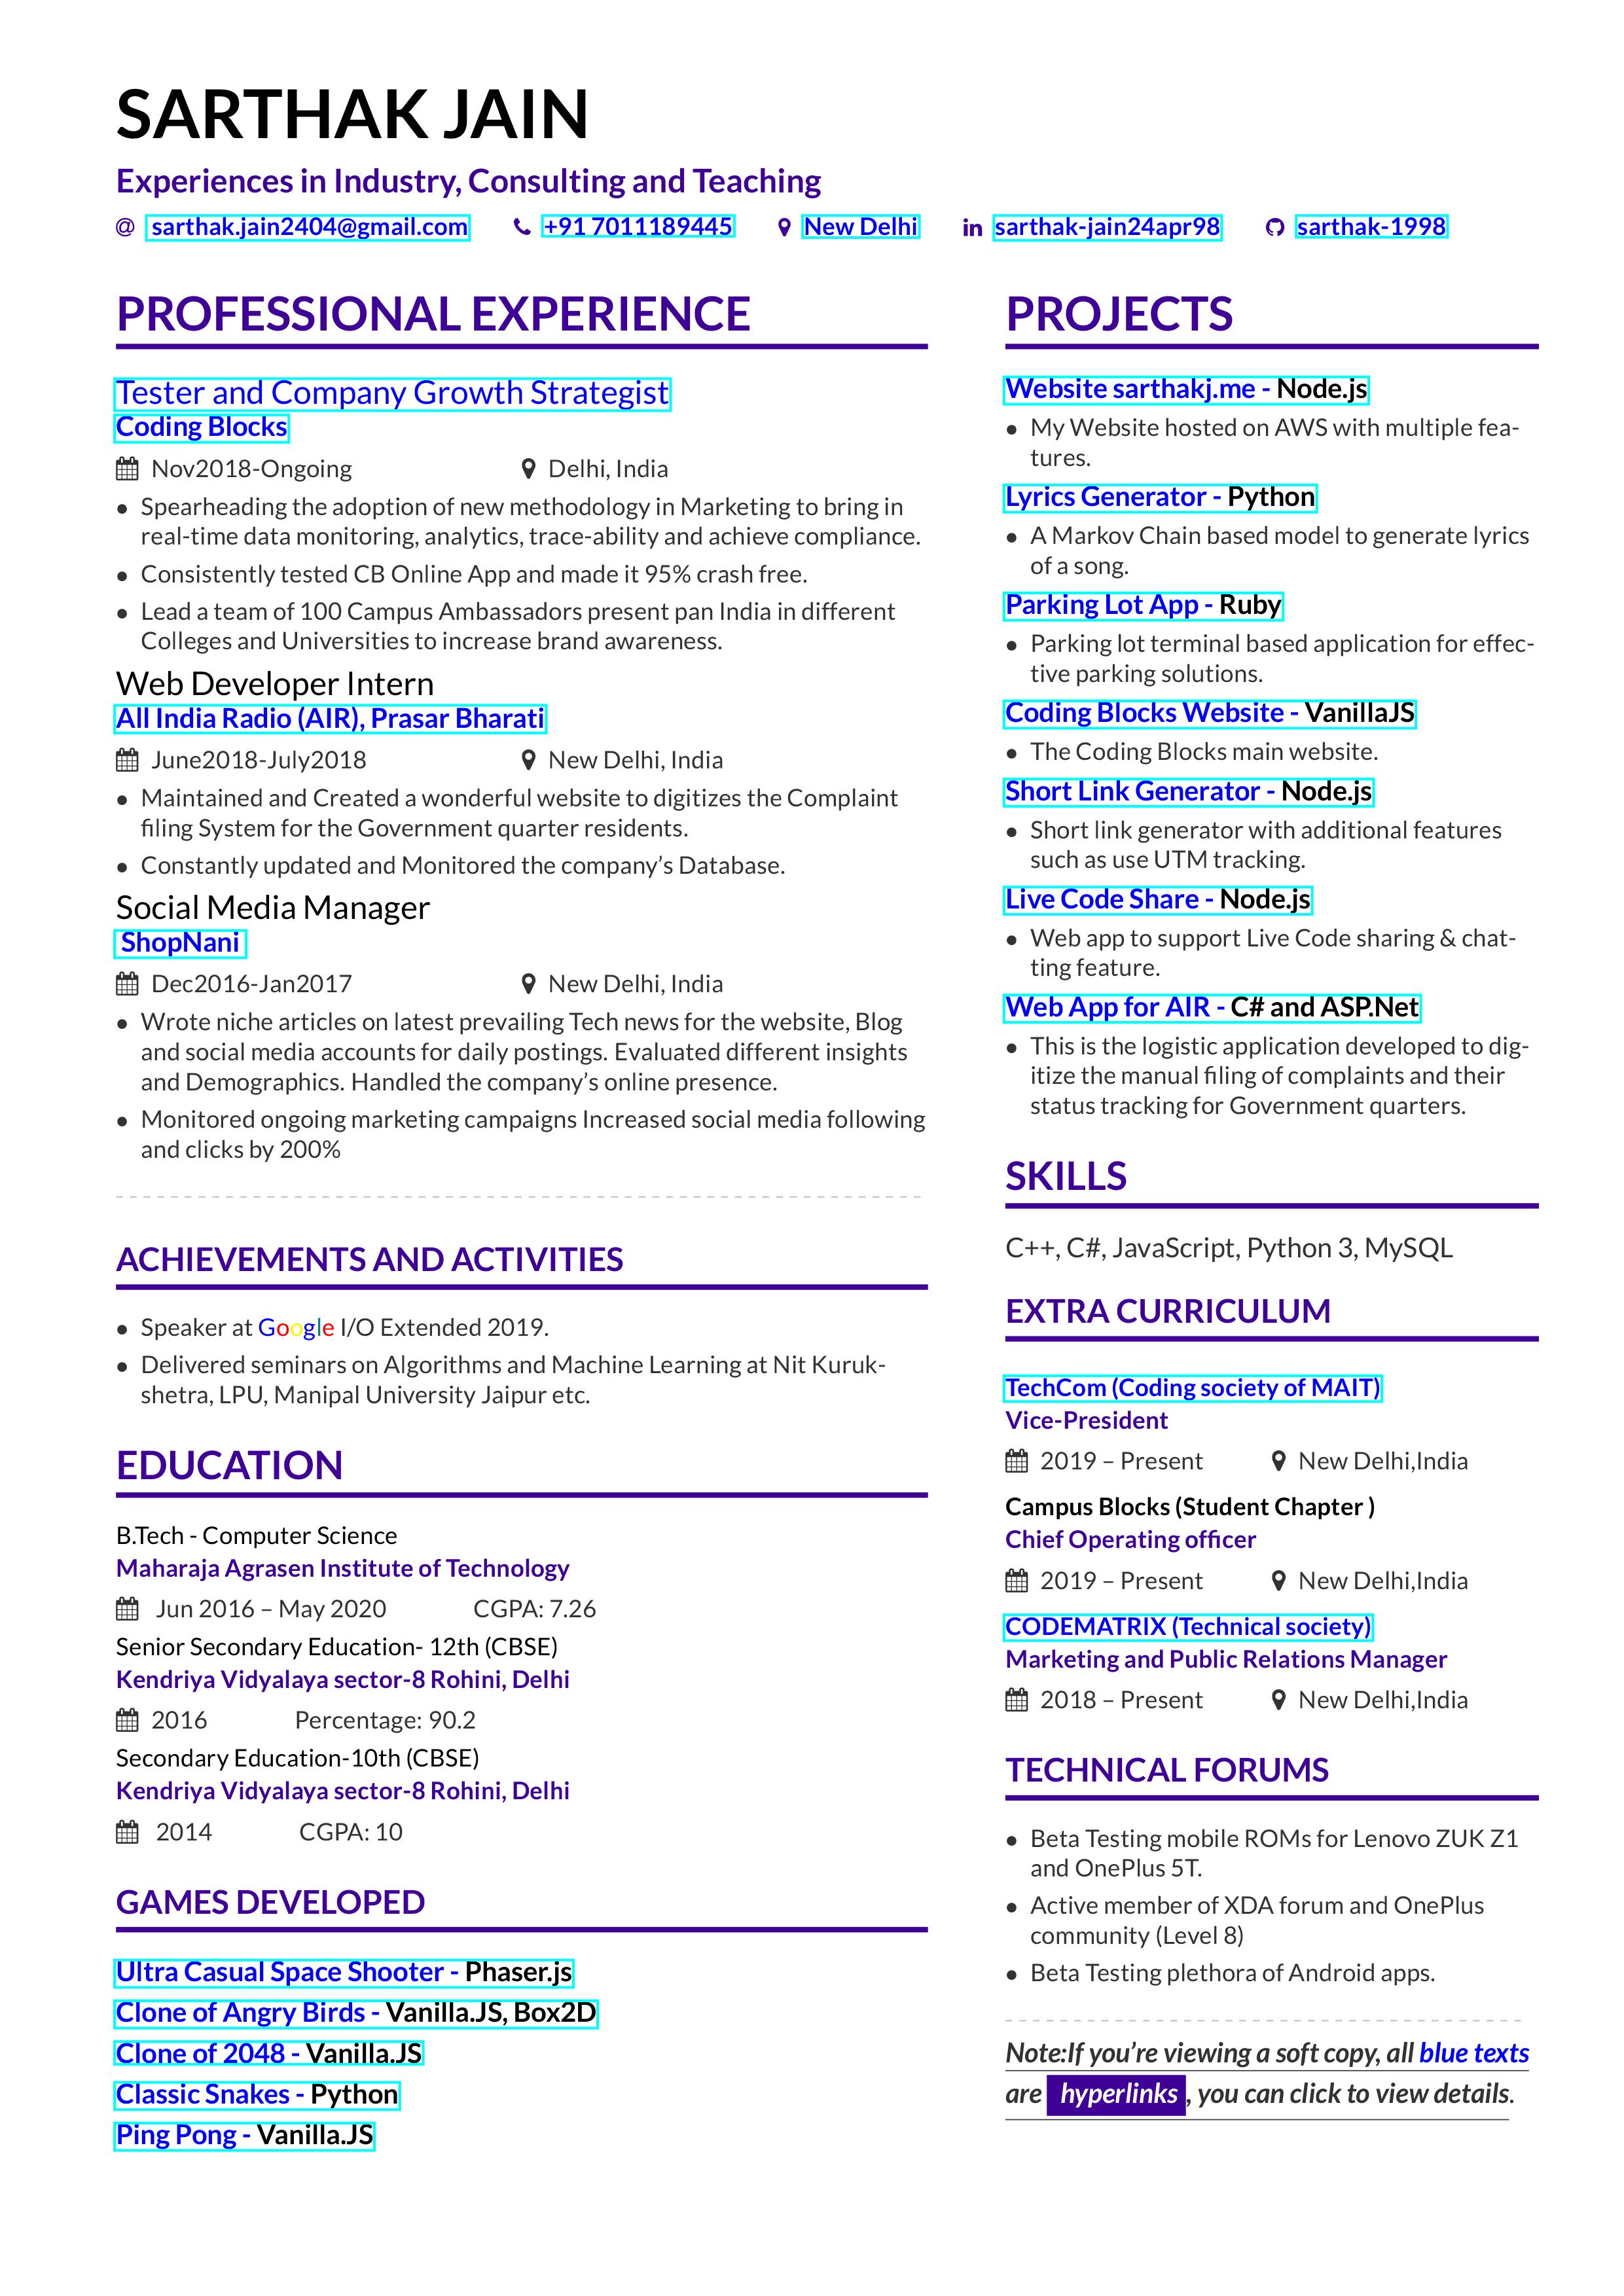 SARTHAK JAIN
Experiences in Industry, Consulting and Teaching
@ sarthak.jain2404@gmail.com +91 7011189445 New Delhi in sarthak-jain24apr98 sarthak-1998
PROFESSIONAL EXPERIENCE
Tester and Company Growth Strategist
Coding Blocks
Nov2018-Ongoing Delhi, India
• Spearheading the adoption of new methodology in Marketing to bring in
real-time data monitoring, analytics, trace-ability and achieve compliance.
• Consistently tested CB Online App and made it 95% crash free.
• Lead a team of 100 Campus Ambassadors present pan India in different
Colleges and Universities to increase brand awareness.
Web Developer Intern
All India Radio (AIR), Prasar Bharati
June2018-July2018 New Delhi, India
• Maintained and Created a wonderful website to digitizes the Complaint
filing System for the Government quarter residents.
• Constantly updated and Monitored the company's Database.
Social Media Manager
ShopNani
Dec2016-Jan2017 New Delhi, India
• Wrote niche articles on latest prevailing Tech news for the website, Blog
and social media accounts for daily postings. Evaluated different insights
and Demographics. Handled the company's online presence.
• Monitored ongoing marketing campaigns Increased social media following
and clicks by 200%
ACHIEVEMENTS AND ACTIVITIES
• Speaker at Google I/O Extended 2019.
• Delivered seminars on Algorithms and Machine Learning at Nit Kuruk-
shetra, LPU, Manipal University Jaipur etc.
EDUCATION
B.Tech - Computer Science
Maharaja Agrasen Institute of Technology
Jun 2016 – May 2020 CGPA: 7.26
Senior Secondary Education- 12th (CBSE)
Kendriya Vidyalaya sector-8 Rohini, Delhi
2016 Percentage: 90.2
Secondary Education-10th (CBSE)
Kendriya Vidyalaya sector-8 Rohini, Delhi
2014 CGPA: 10
GAMES DEVELOPED
Ultra Casual Space Shooter - Phaser.js
Clone of Angry Birds - Vanilla.JS, Box2D
Clone of 2048 - Vanilla.JS
Classic Snakes - Python
Ping Pong - Vanilla.JS
PROJECTS
Website sarthakj.me - Node.js
• My Website hosted on AWS with multiple fea-
tures.
Lyrics Generator - Python
• A Markov Chain based model to generate lyrics
of a song.
Parking Lot App - Ruby
• Parking lot terminal based application for effec-
tive parking solutions.
Coding Blocks Website - VanillaJS
• The Coding Blocks main website.
Short Link Generator - Node.js
• Short link generator with additional features
such as use UTM tracking.
Live Code Share - Node.js
• Web app to support Live Code sharing & chat-
ting feature.
Web App for AIR - C# and ASP.Net
• This is the logistic application developed to dig-
itize the manual filing of complaints and their
status tracking for Government quarters.
SKILLS
C++, C#, JavaScript, Python 3, MySQL
EXTRA CURRICULUM
TechCom (Coding society of MAIT)
Vice-President
2019 – Present New Delhi,India
Campus Blocks (Student Chapter )
Chief Operating officer
2019 – Present New Delhi,India
CODEMATRIX (Technical society)
Marketing and Public Relations Manager
2018 – Present New Delhi,India
TECHNICAL FORUMS
• Beta Testing mobile ROMs for Lenovo ZUK Z1
and OnePlus 5T.
• Active member of XDA forum and OnePlus
community (Level 8)
• Beta Testing plethora of Android apps.
Note:If you're viewing a soft copy, all blue texts
are hyperlinks , you can click to view details.